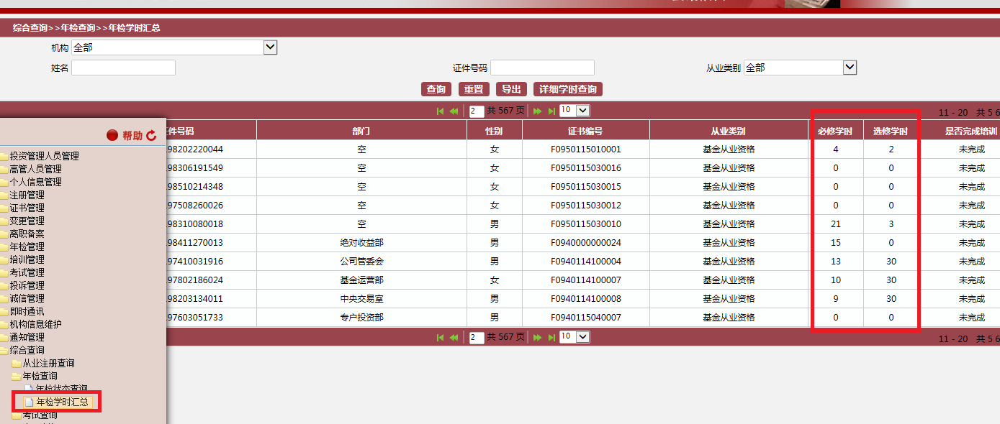 综合查询>>年检查询>>年检学时汇总
机构 全部
姓名 证件号码 从业类别 全部
查询 重置 导出 详细学时查询
2 共 567 页 10 11 - 20 共 5 6
件号码 部门 性别 证书编号 从业类别 必修学时 选修学时 是否完成培训
98202220044 空 女 F0950115010001 基金从业资格 4 2 未完成
98306191549 空 女 F0950115030016 基金从业资格 0 0 未完成
98510214348 空 女 F0950115030015 基金从业资格 0 0 未完成
97508260026 空 女 F0950115030012 基金从业资格 0 0 未完成
98310080018 空 男 F0950115030010 基金从业资格 21 3 未完成
98411270013 绝对收益部 男 F0940000000024 基金从业资格 15 0 未完成
97410031916 公司管委会 男 F0940114100004 基金从业资格 13 30 未完成
97802186024 基金运营部 女 F0940114100007 基金从业资格 10 30 未完成
98203134011 中央交易室 男 F0940114100008 基金从业资格 9 30 未完成
97603051733 专户投资部 男 F0940115040007 基金从业资格 0 0 未完成
2 共 567 页 10 11 - 20 共 5 6
帮助
投资管理人员管理
高管人员管理
个人信息管理
注册管理
证书管理
变更管理
离职备案
年检管理
培训管理
考试管理
投诉管理
诚信管理
即时通讯
机构信息维护
通知管理
综合查询
从业注册查询
年检查询
年检状态查询
年检学时汇总
考试查询